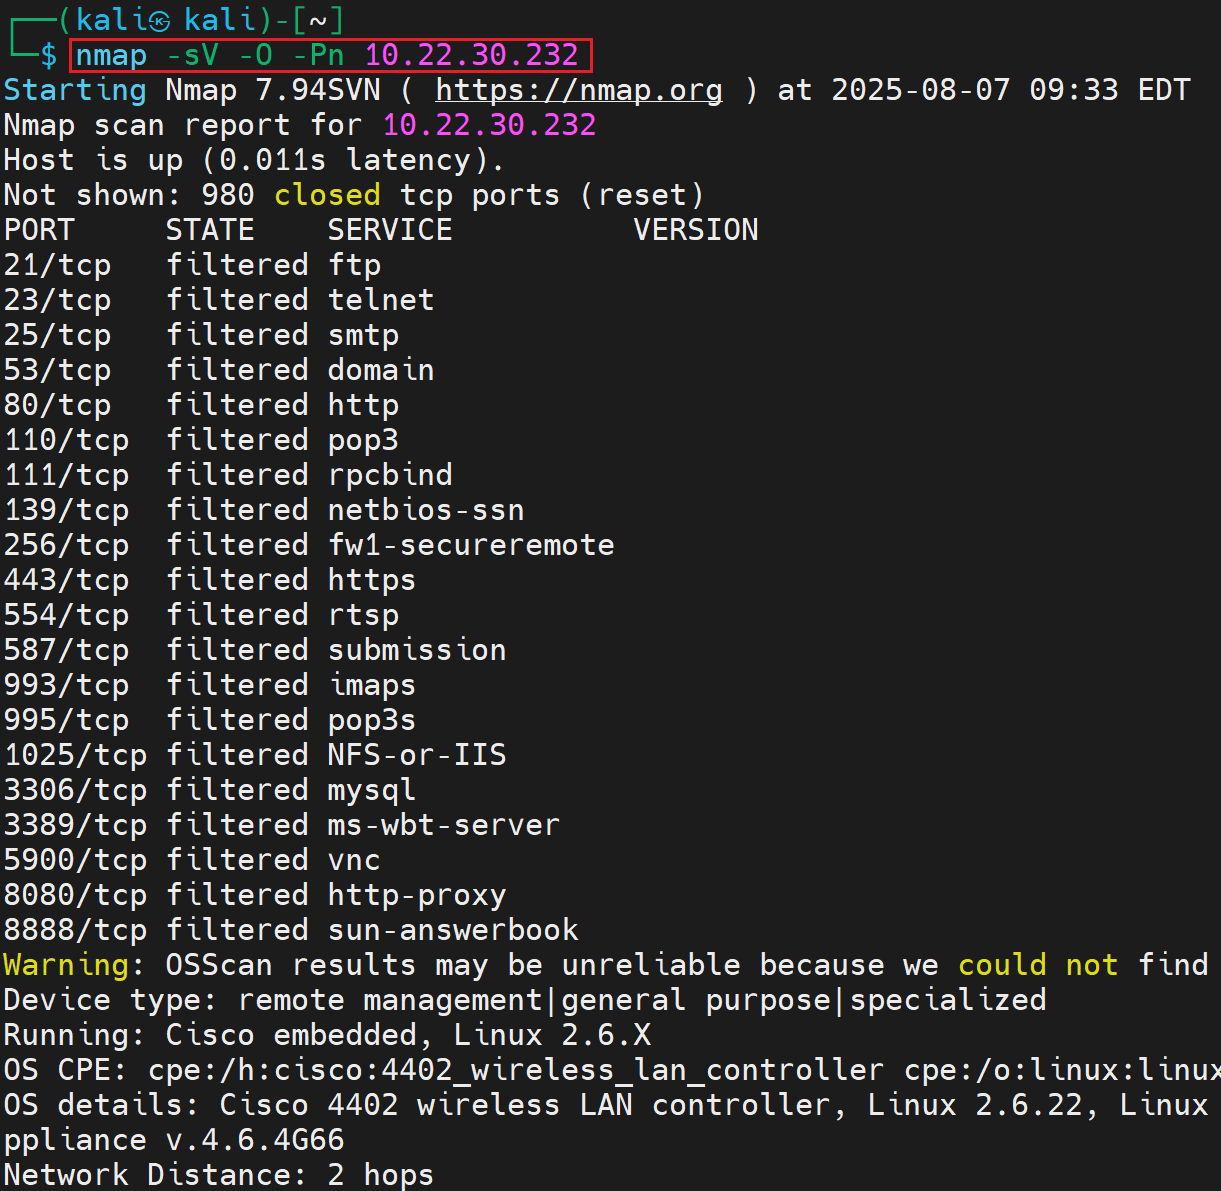 ┌──(kali㉿kali)-[~]
└─$ nmap -sV -O -Pn 10.22.30.232
Starting Nmap 7.94SVN ( https://nmap.org ) at 2025-08-07 09:33 EDT
Nmap scan report for 10.22.30.232
Host is up (0.011s latency).
Not shown: 980 closed tcp ports (reset)
PORT     STATE    SERVICE          VERSION
21/tcp   filtered ftp
23/tcp   filtered telnet
25/tcp   filtered smtp
53/tcp   filtered domain
80/tcp   filtered http
110/tcp  filtered pop3
111/tcp  filtered rpcbind
139/tcp  filtered netbios-ssn
256/tcp  filtered fw1-secureremote
443/tcp  filtered https
554/tcp  filtered rtsp
587/tcp  filtered submission
993/tcp  filtered imaps
995/tcp  filtered pop3s
1025/tcp filtered NFS-or-IIS
3306/tcp filtered mysql
3389/tcp filtered ms-wbt-server
5900/tcp filtered vnc
8080/tcp filtered http-proxy
8888/tcp filtered sun-answerbook
Warning: OSScan results may be unreliable because we could not find
Device type: remote management|general purpose|specialized
Running: Cisco embedded, Linux 2.6.X
OS CPE: cpe:/h:cisco:4402_wireless_lan_controller cpe:/o:linux:linux
OS details: Cisco 4402 wireless LAN controller, Linux 2.6.22, Linux
ppliance v.4.6.4G66
Network Distance: 2 hops